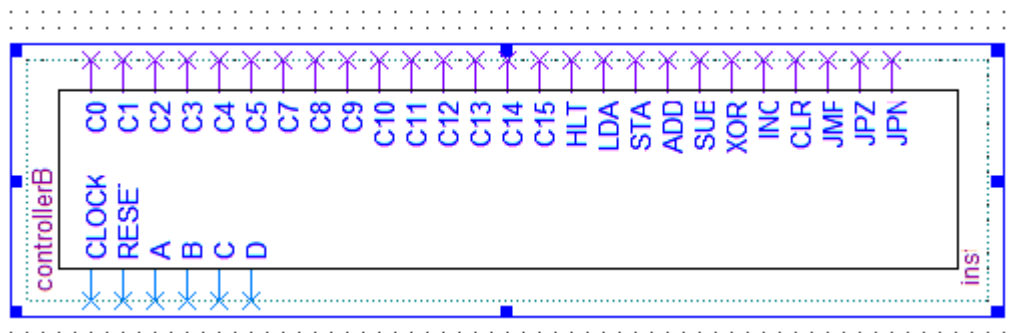 C0 C1 C2 C3 C4 C5 C7 C8 C9 C10 C11 C12 C13 C14 C15 HLT LDA STA ADD SUE XOR INC CLR JMF JPZ JPN
controllerB
CLOCK RESE A B C D
ins